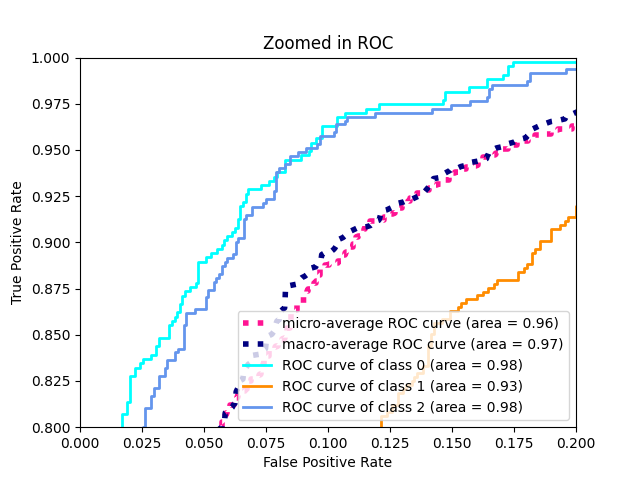 Zoomed in ROC
True Positive Rate
1.000
0.975
0.950
0.925
0.900
0.875
0.850
0.825
0.800
micro-average ROC curve (area = 0.96)
macro-average ROC curve (area = 0.97)
ROC curve of class 0 (area = 0.98)
ROC curve of class 1 (area = 0.93)
ROC curve of class 2 (area = 0.98)
0.000 0.025 0.050 0.075 0.100 0.125 0.150 0.175 0.200
False Positive Rate